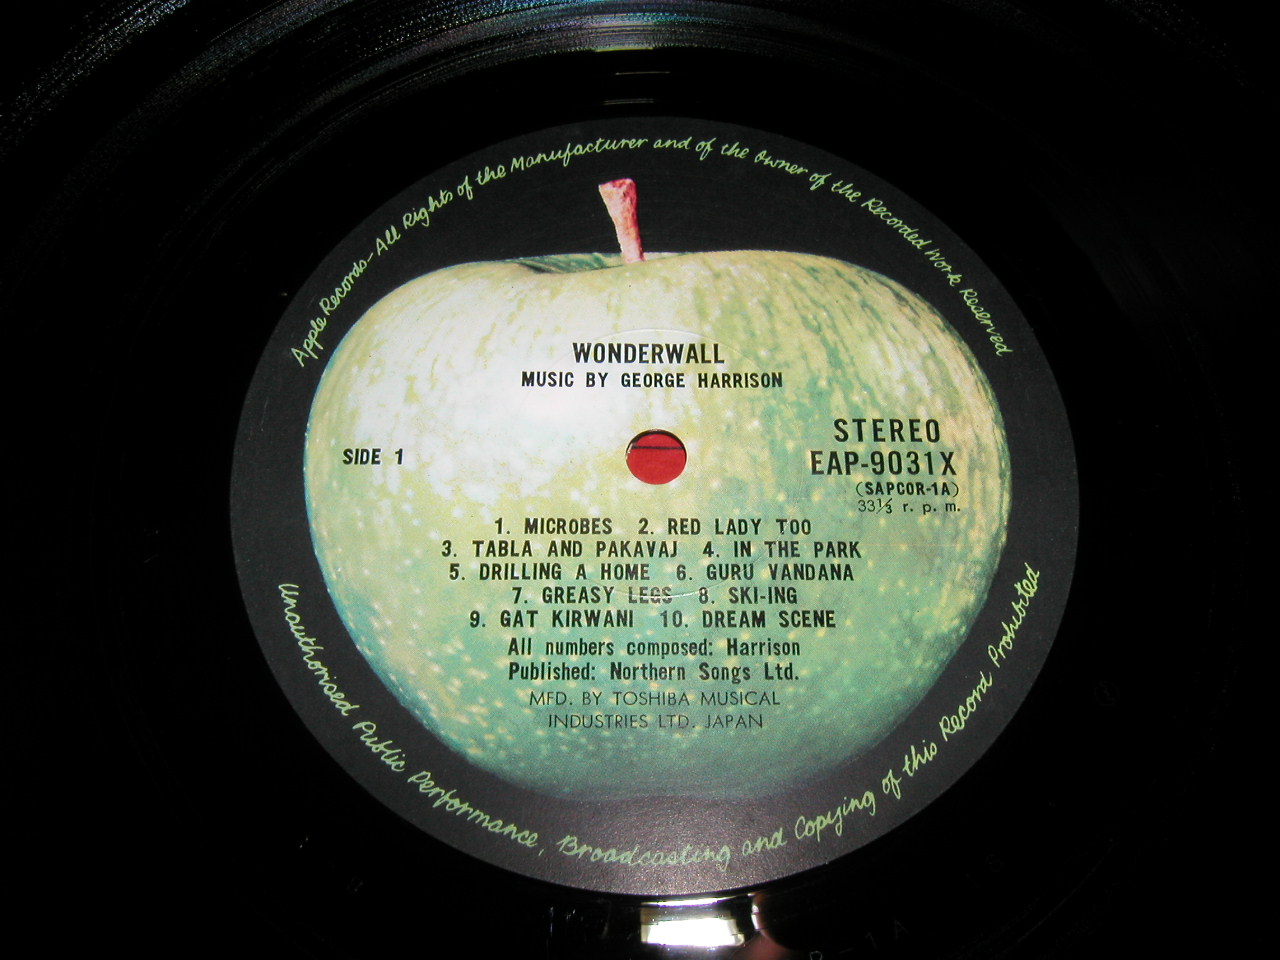 Apple Records-All Rights of the Manufacturer and of the Owner of the Recorded Work Reserved
WONDERWALL
MUSIC BY GEORGE HARRISON
STEREO
SIDE 1
EAP-9031X
(SAPCOR-1A)
33⅓ r. p. m.
1. MICROBES 2. RED LADY TOO
3. TABLA AND PAKAVAJ 4. IN THE PARK
5. DRILLING A HOME 6. GURU VANDANA
7. GREASY LEGS 8. SKI-ING
9. GAT KIRWANI 10. DREAM SCENE
All numbers composed: Harrison
Published: Northern Songs Ltd.
MFD. BY TOSHIBA MUSICAL
INDUSTRIES LTD. JAPAN
Unauthorised Public Performance, Broadcasting and Copying of this Record Prohibited